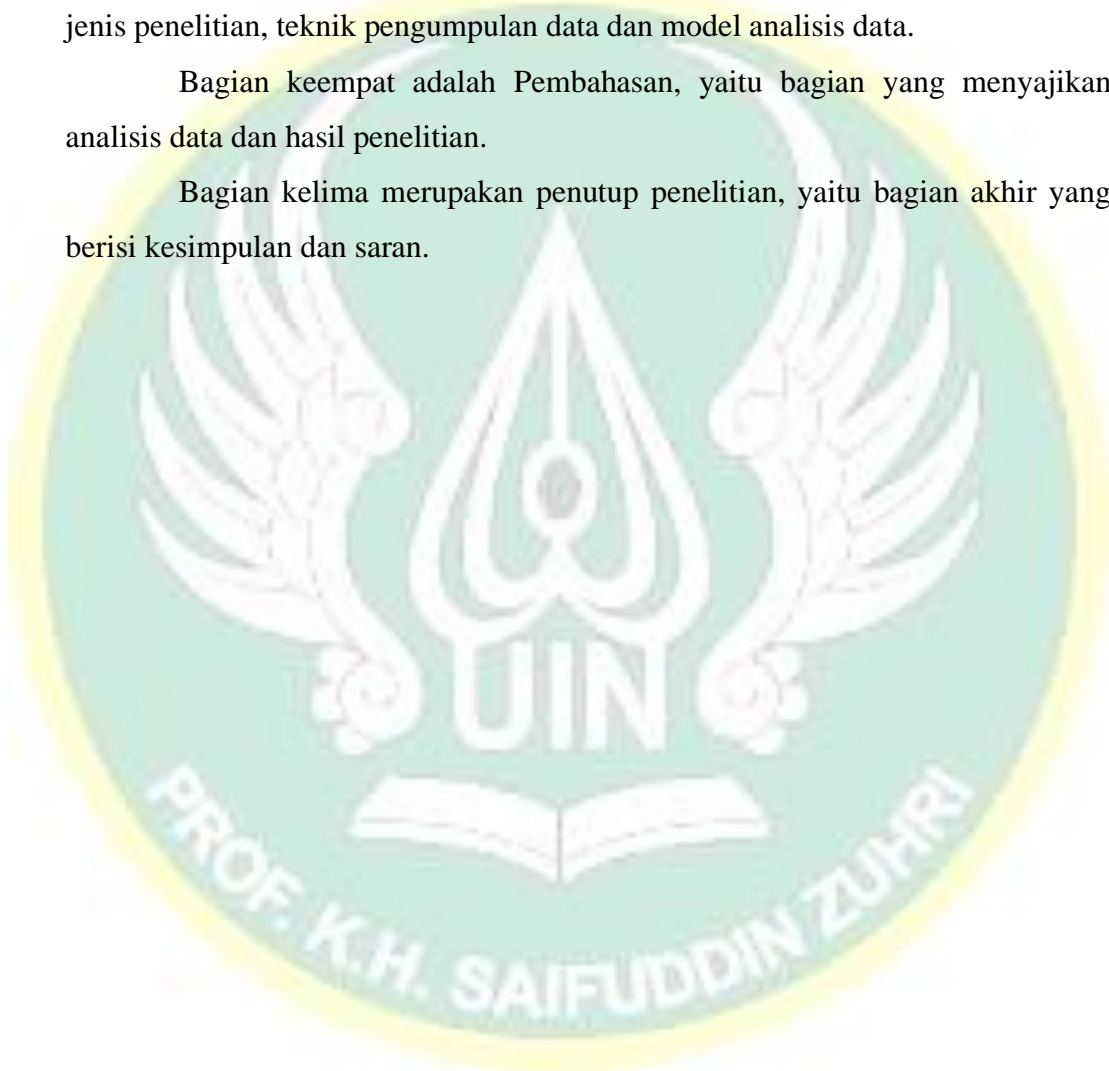 jenis penelitian, teknik pengumpulan data dan model analisis data.
Bagian keempat adalah Pembahasan, yaitu bagian yang menyajikan
analisis data dan hasil penelitian.
Bagian kelima merupakan penutup penelitian, yaitu bagian akhir yang
berisi kesimpulan dan saran.
UIN
PROF. K.H. SAIFUDDIN ZUHRI